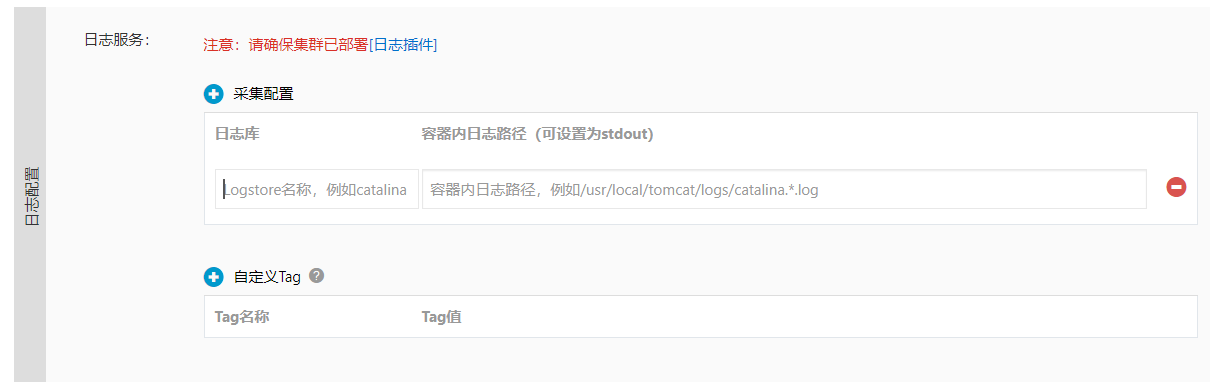 日志配置
日志服务：
注意：请确保集群已部署[日志插件]
采集配置
日志库 容器内日志路径（可设置为stdout)
Logstore名称，例如catalina 容器内日志路径，例如/usr/local/tomcat/logs/catalina.*.log
自定义Tag ?
Tag名称 Tag值